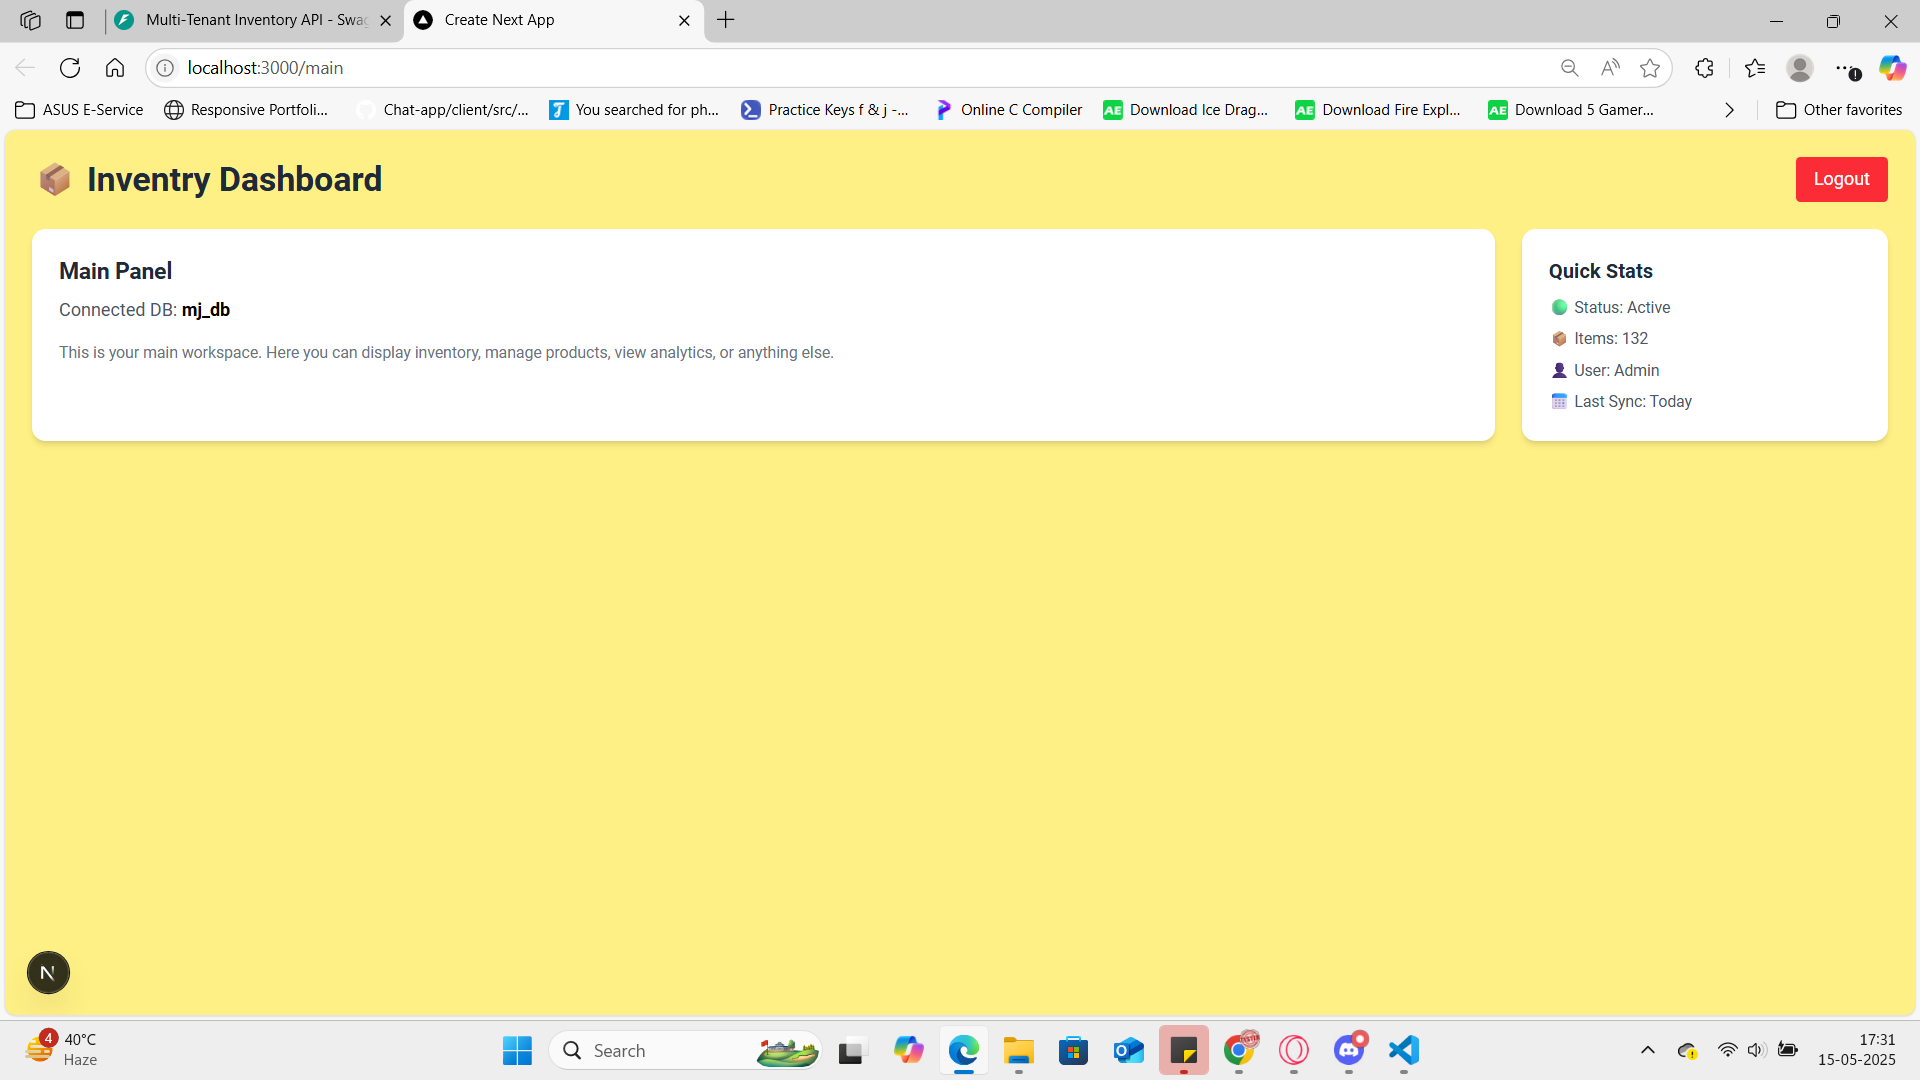 Multi-Tenant Inventory API - Swag
Create Next App
localhost:3000/main
ASUS E-Service
Responsive Portfoli...
Chat-app/client/src/...
You searched for ph...
Practice Keys f & j -...
Online C Compiler
AE Download Ice Drag...
AE Download Fire Expl...
AE Download 5 Gamer...
Other favorites
Inventry Dashboard
Logout
Main Panel
Connected DB: mj_db
This is your main workspace. Here you can display inventory, manage products, view analytics, or anything else.
Quick Stats
Status: Active
Items: 132
User: Admin
Last Sync: Today
N
4
40°C
Haze
Search
17:31
15-05-2025